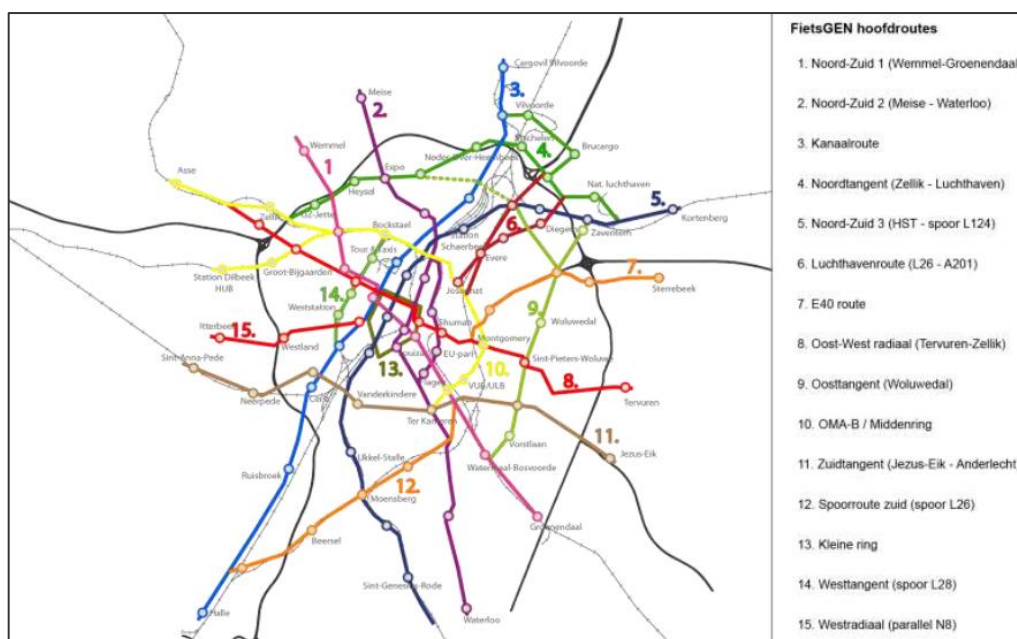 FietsGEN hoofdroutes
1. Noord-Zuid 1 (Wemmel-Groenendaal)
2. Noord-Zuid 2 (Meise - Waterloo)
3. Kanaalroute
4. Noordtangent (Zellik - Luchthaven)
5. Noord-Zuid 3 (HST - spoor L124)
6. Luchthavenroute (L26 - A201)
7. E40 route
8. Oost-West radiaal (Tervuren-Zellik)
9. Oosttangent (Woluwedal)
10. OMA-B / Middenring
11. Zuidtangent (Jezus-Eik - Anderlecht)
12. Spoorroute zuid (spoor L26)
13. Kleine ring
14. Westtangent (spoor L28)
15. Westradiaal (parallel N8)
Cargovil Vilvoorde
3.
Meise
2.
Vilvoorde
Wemmel
1
4.
Brucargo
Neder-Over-Heembeek
Expo
Asse
Heysel
Nat. luchthaven
UZ-Jette
5.
Kortenberg
Bockstael
Station
Schaerbeek
6.
Diegem
Zaventem
Evere
Tour & Taxis
Groot-Bijgaarden
Station Dilbeek
HUB
7.
Sterrebeek
14.
Weststation
9.
Woluwedal
Schuman
15.
Westland
Montgomery
EU-parl
Sint-Pieters-Woluwe
Sint-Anna-Pede
13.
10.
8.
Tervuren
VUB/ULB
Neerpede
Vanderkindere
Ter Kameren
11.
Jezus-Eik
Vorstlaan
Ukkel-Stalle
Watermaal-Bosvoorde
Ruisbroek
12.
Moensberg
Groenendaal
Beersel
Sint-Genesius-Rode
Halle
Waterloo